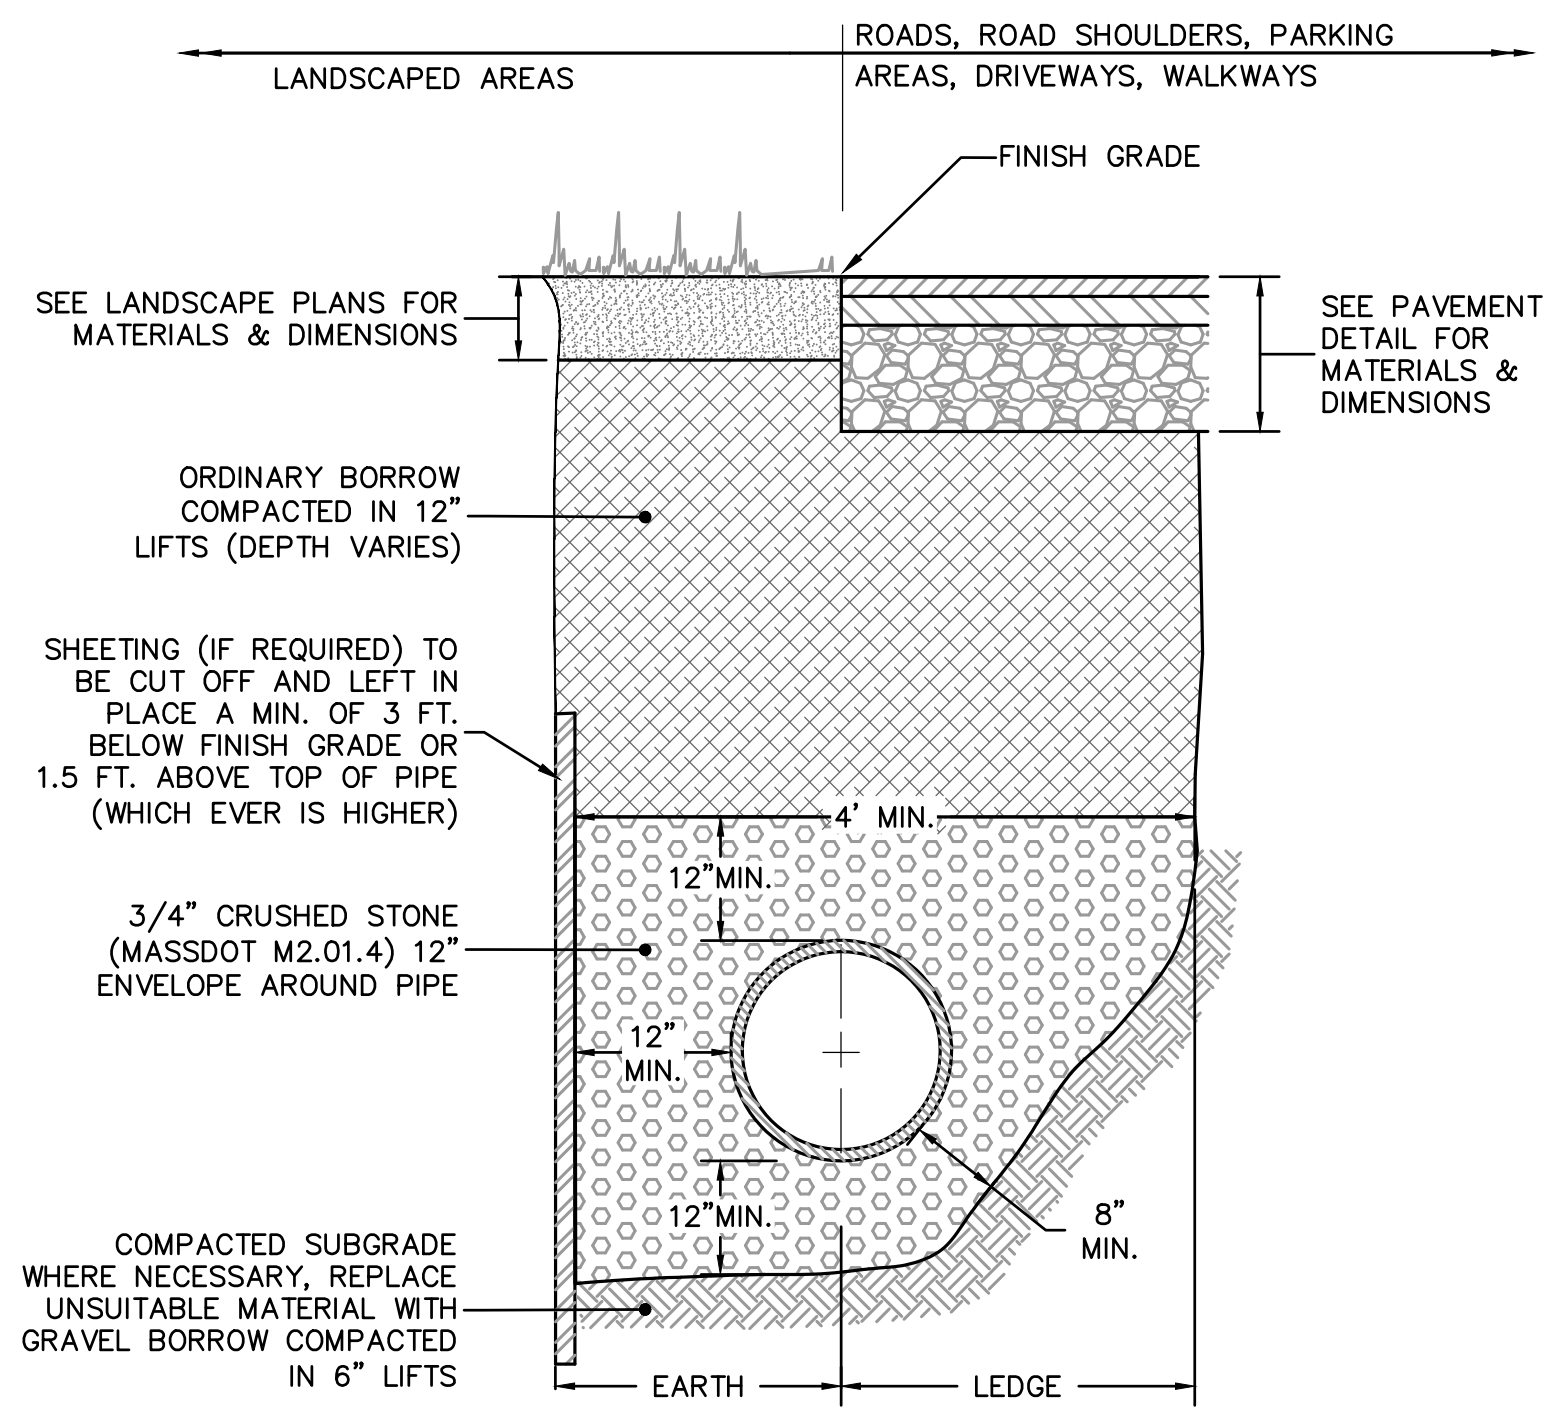 ROADS, ROAD SHOULDERS, PARKING
AREAS, DRIVEWAYS, WALKWAYS
LANDSCAPED AREAS
FINISH GRADE
SEE LANDSCAPE PLANS FOR
MATERIALS & DIMENSIONS
SEE PAVEMENT
DETAIL FOR
MATERIALS &
DIMENSIONS
ORDINARY BORROW
COMPACTED IN 12"
LIFTS (DEPTH VARIES)
SHEETING (IF REQUIRED) TO
BE CUT OFF AND LEFT IN
PLACE A MIN. OF 3 FT.
BELOW FINISH GRADE OR
1.5 FT. ABOVE TOP OF PIPE
(WHICH EVER IS HIGHER)
4' MIN.
12"MIN.
3/4" CRUSHED STONE
(MASSDOT M2.01.4) 12"
ENVELOPE AROUND PIPE
12"
MIN.
12"MIN.
8"
MIN.
COMPACTED SUBGRADE
WHERE NECESSARY, REPLACE
UNSUITABLE MATERIAL WITH
GRAVEL BORROW COMPACTED
IN 6" LIFTS
EARTH
LEDGE